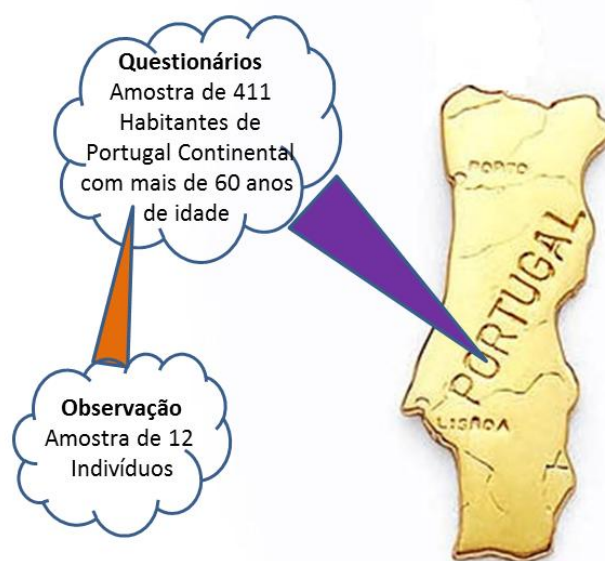 Questionários
Amostra de 411
Habitantes de
Portugal Continental
com mais de 60 anos
de idade
Observação
Amostra de 12
Indivíduos
PORTO
PORTUGAL
LISBOA